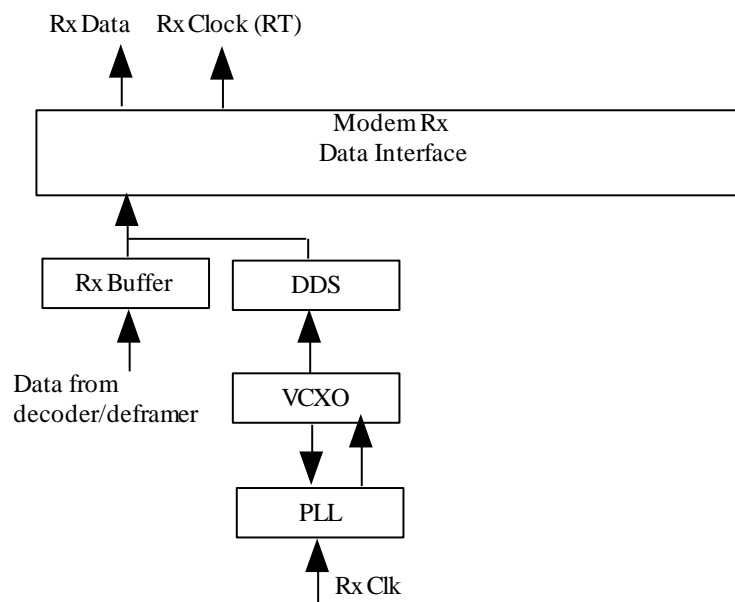 Rx Data Rx Clock (RT)
Modem Rx
Data Interface
Rx Buffer DDS
Data from
decoder/deframer
VCXO
PLL
Rx Clk